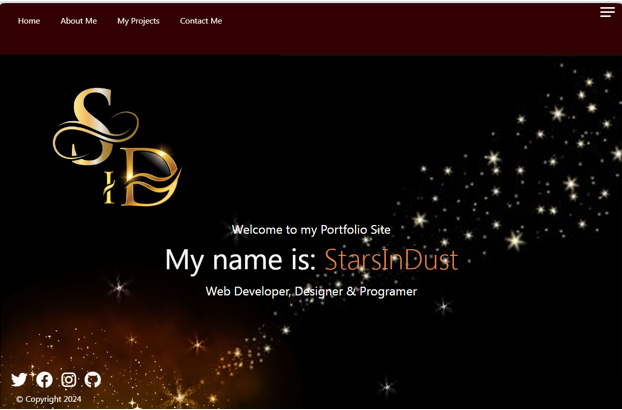 Home About Me My Projects Contact Me
SiD
Welcome to my Portfolio Site
My name is: StarsInDust
Web Developer, Designer & Programer
© Copyright 2024